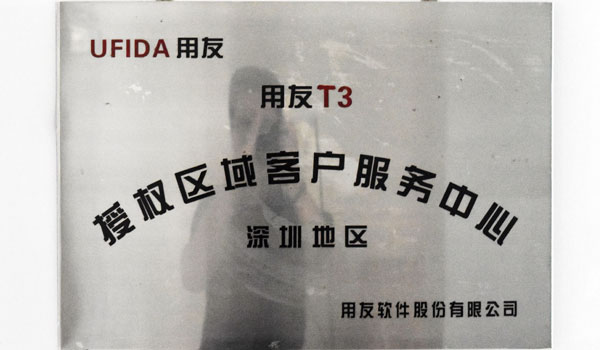 UFIDA 用友
用友T3
授权区域客户服务中心
深圳地区
用友软件股份有限公司